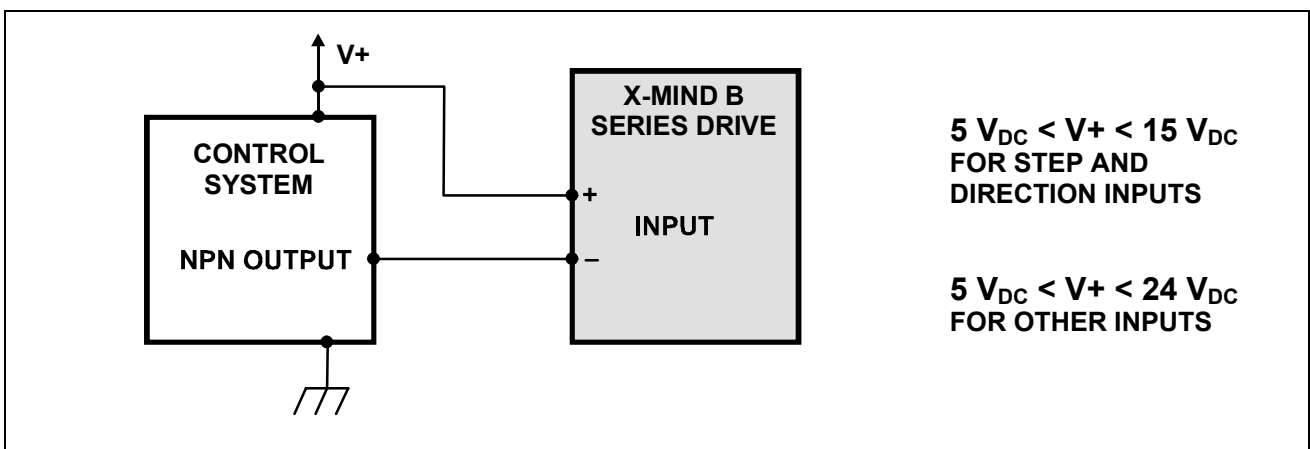 V+
CONTROL
SYSTEM
NPN OUTPUT
X-MIND B
SERIES DRIVE
+
INPUT
–
5 VDC < V+ < 15 VDC
FOR STEP AND
DIRECTION INPUTS
5 VDC < V+ < 24 VDC
FOR OTHER INPUTS